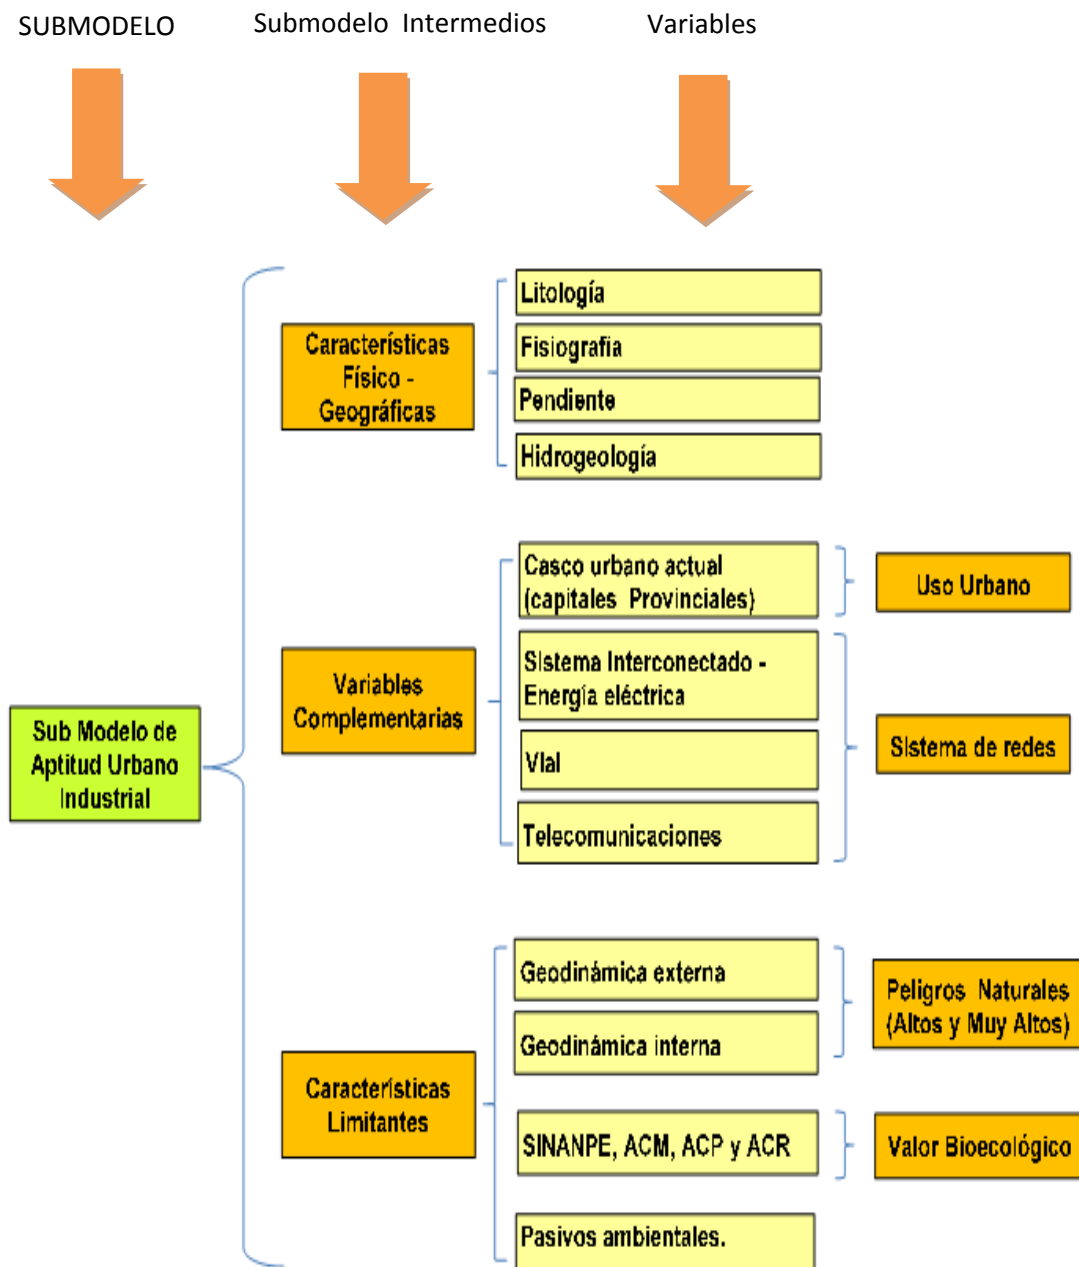 SUBMODELO
Submodelo Intermedios
Variables
Sub Modelo de
Aptitud Urbano
Industrial
Características
Físico -
Geográficas
Litología
Fisiografia
Pendiente
Hidrogeología
Variables
Complementarias
Casco urbano actual
(capitales Provinciales)
Sistema Interconectado -
Energía eléctrica
Vial
Telecomunicaciones
Uso Urbano
Sistema de redes
Características
Limitantes
Geodinámica externa
Geodinámica interna
SINANPE, ACM, ACP y ACR
Pasivos ambientales.
Peligros Naturales
(Altos y Muy Altos)
Valor Bioecológico